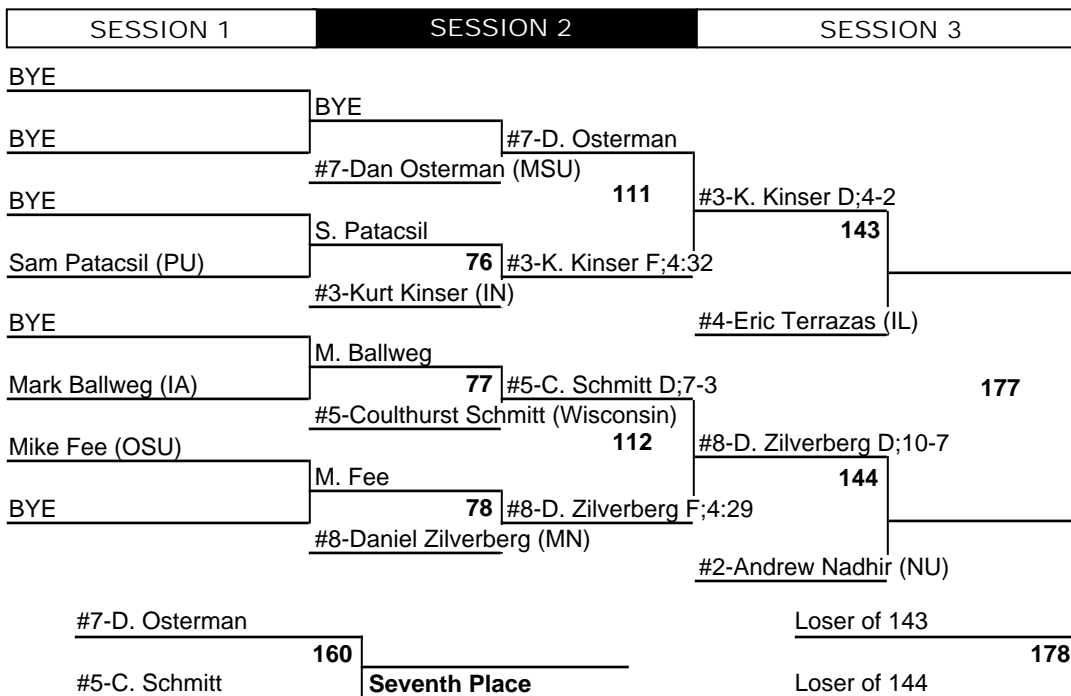 SESSION 1 SESSION 2 SESSION 3
BYE
BYE
BYE #7-D. Osterman
#7-Dan Osterman (MSU)
111
BYE #3-K. Kinser D;4-2
143
S. Patacsil
Sam Patacsil (PU) 76 #3-K. Kinser F;4:32
#3-Kurt Kinser (IN)
BYE #4-Eric Terrazas (IL)
M. Ballweg
Mark Ballweg (IA) 77 #5-C. Schmitt D;7-3 177
#5-Coulthurst Schmitt (Wisconsin)
Mike Fee (OSU) 112 #8-D. Zilverberg D;10-7
M. Fee 144
BYE 78 #8-D. Zilverberg F;4:29
#8-Daniel Zilverberg (MN)
#2-Andrew Nadhir (NU)
#7-D. Osterman Loser of 143
160 178
#5-C. Schmitt Seventh Place Loser of 144